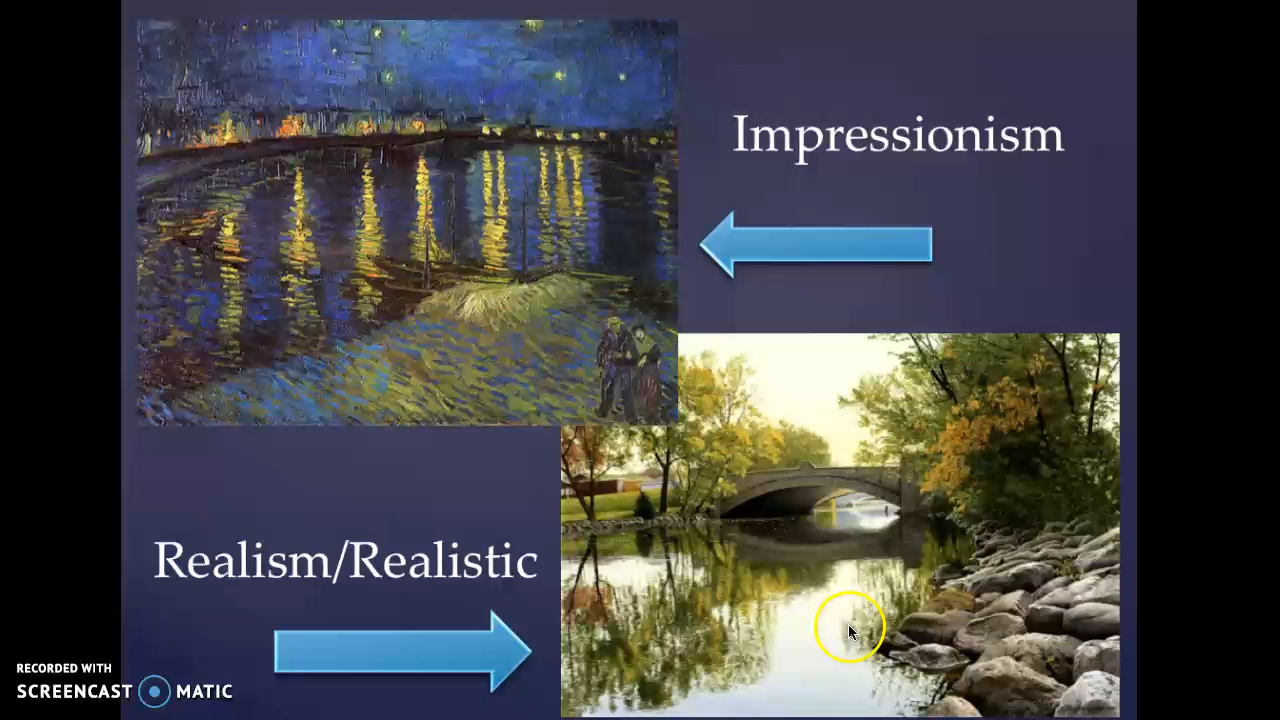 Impressionism
Realism/Realistic
RECORDED WITH
SCREENCAST MATIC